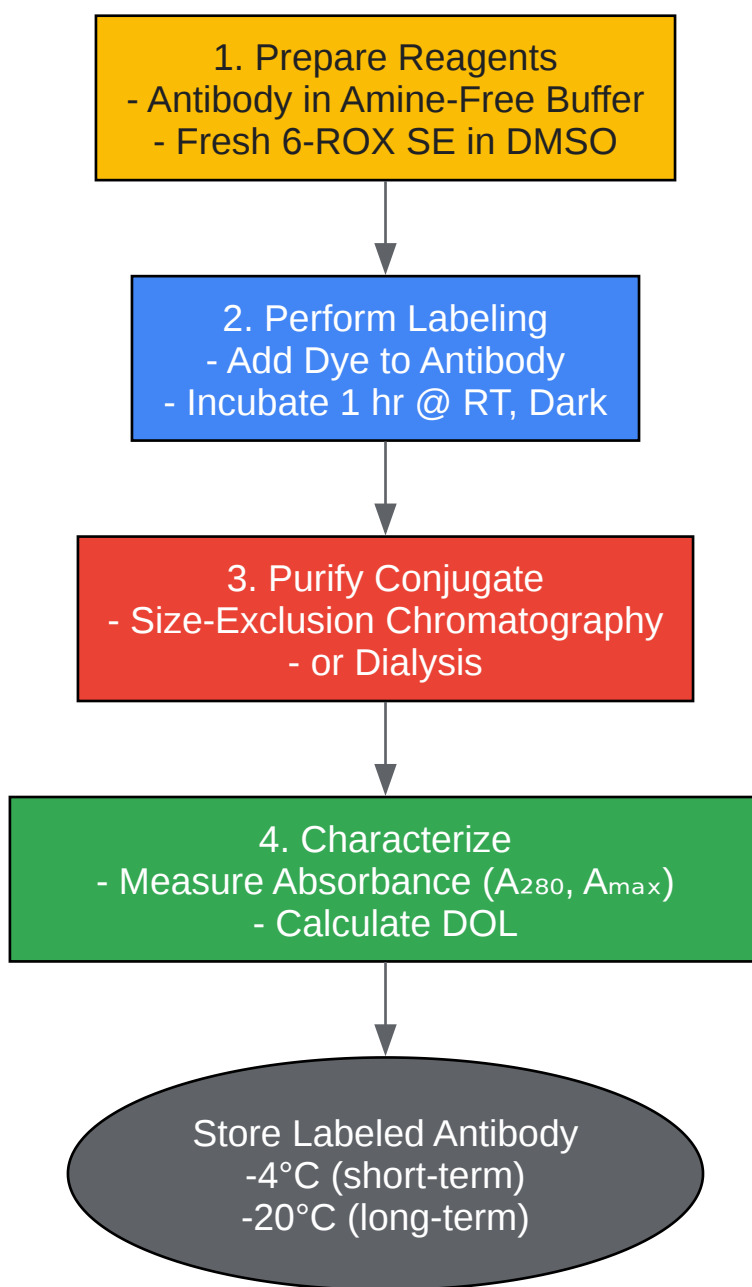 1. Prepare Reagents
- Antibody in Amine-Free Buffer
- Fresh 6-ROX SE in DMSO
2. Perform Labeling
- Add Dye to Antibody
- Incubate 1 hr @ RT, Dark
3. Purify Conjugate
- Size-Exclusion Chromatography
- or Dialysis
4. Characterize
- Measure Absorbance (A₂₈₀, Aₘₐₓ)
- Calculate DOL
Store Labeled Antibody
-4°C (short-term)
-20°C (long-term)